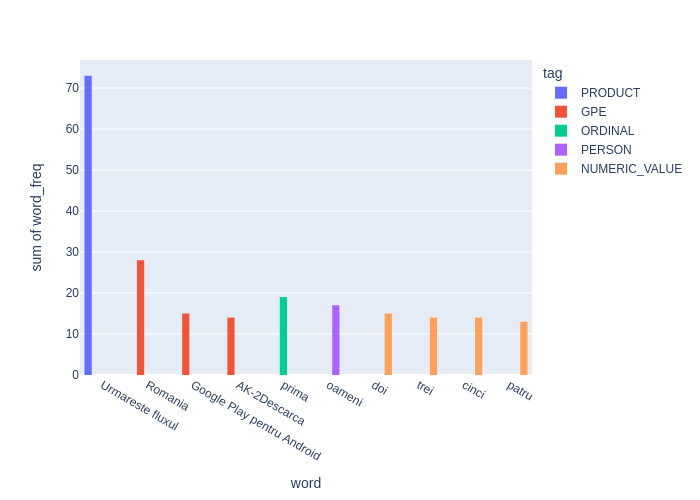 tag
PRODUCT
GPE
ORDINAL
PERSON
NUMERIC_VALUE
sum of word_freq
70
60
50
40
30
20
10
0
Urmareste fluxul
Romania
Google Play pentru Android
AK-2Descarca
prima
oameni
doi
trei
cinci
patru
word